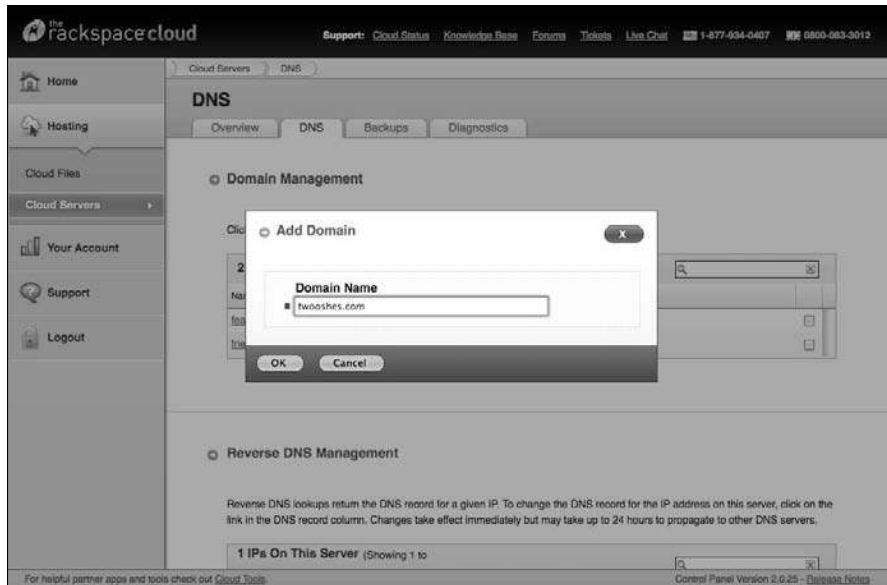 the
rackspacecloud
Support: Cloud Status Knowledge Base Forums Tickets Live Chat 1-877-934-0407 0800-083-3012
Home
Hosting
Cloud Files
Cloud Servers
Your Account
Support
Logout
Cloud Servers DNS
DNS
Overview DNS Backups Diagnostics
Domain Management
Clic
2
Nar
Add Domain
X
Domain Name
twooshes.com
OK Cancel
Reverse DNS Management
Reverse DNS lookups return the DNS record for a given IP. To change the DNS record for the IP address on this server, click on the
link in the DNS record column. Changes take effect immediately but may take up to 24 hours to propagate to other DNS servers.
1 IPs On This Server (Showing 1 to
For helpful partner apps and tools check out Cloud Tools.
Control Panel Version 2.0.25 - Release Notes